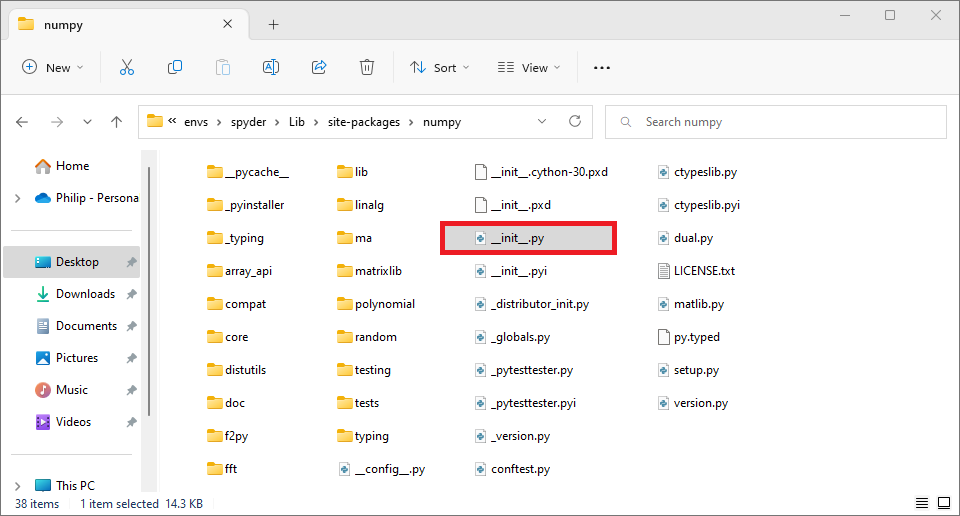 numpy
New
Sort
View
envs > spyder > Lib > site-packages > numpy
Search numpy
Home
Philip - Persona
Desktop
Downloads
Documents
Pictures
Music
Videos
This PC
__pycache__
_pyinstaller
_typing
array_api
compat
core
distutils
doc
f2py
fft
lib
linalg
ma
matrixlib
polynomial
random
testing
tests
typing
__config__.py
__init__.cython-30.pxd
__init__.pxd
__init__.py
__init__.pyi
_distributor_init.py
_globals.py
_pytesttester.py
_pytesttester.pyi
_version.py
conftest.py
ctypeslib.py
ctypeslib.pyi
dual.py
LICENSE.txt
matlib.py
py.typed
setup.py
version.py
38 items
1 item selected 14.3 KB